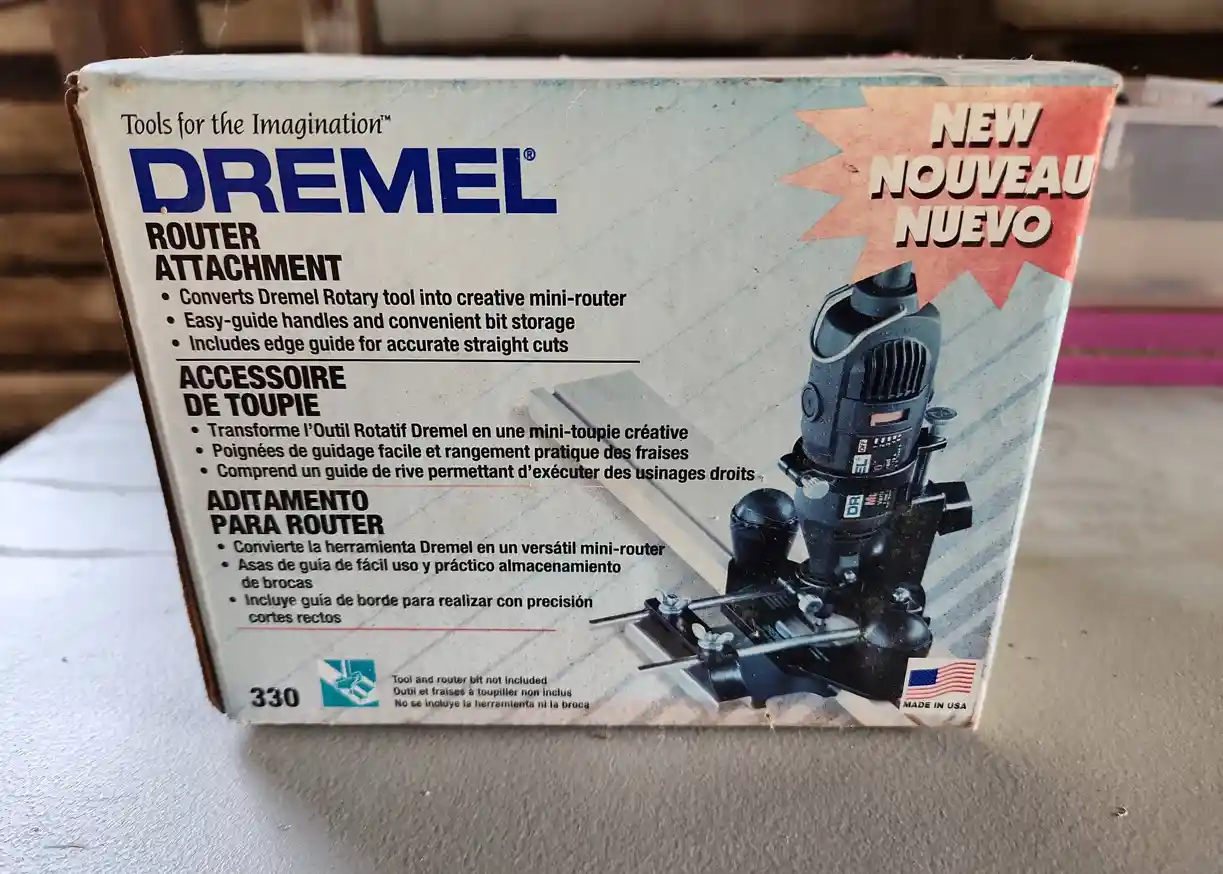 Tools for the Imagination™
DREMEL®
ROUTER
ATTACHMENT
• Converts Dremel Rotary tool into creative mini-router
• Easy-guide handles and convenient bit storage
• Includes edge guide for accurate straight cuts
ACCESSOIRE
DE TOUPIE
• Transforme l'Outil Rotatif Dremel en une mini-toupie créative
• Poignées de guidage facile et rangement pratique des fraises
• Comprend un guide de rive permettant d'exécuter des usinages droits
ADITAMENTO
PARA ROUTER
• Convierte la herramienta Dremel en un versátil mini-router
• Asas de guia de fácil uso y práctico almacenamiento
de brocas
• Incluye guía de borde para realizar con precisión
cortes rectos
330
Tool and router bit not included
Outil et fraises à toupilier non inclus
No se incluye la herramienta ni la broca
NEW
NOUVEAU
NUEVO
MADE IN USA